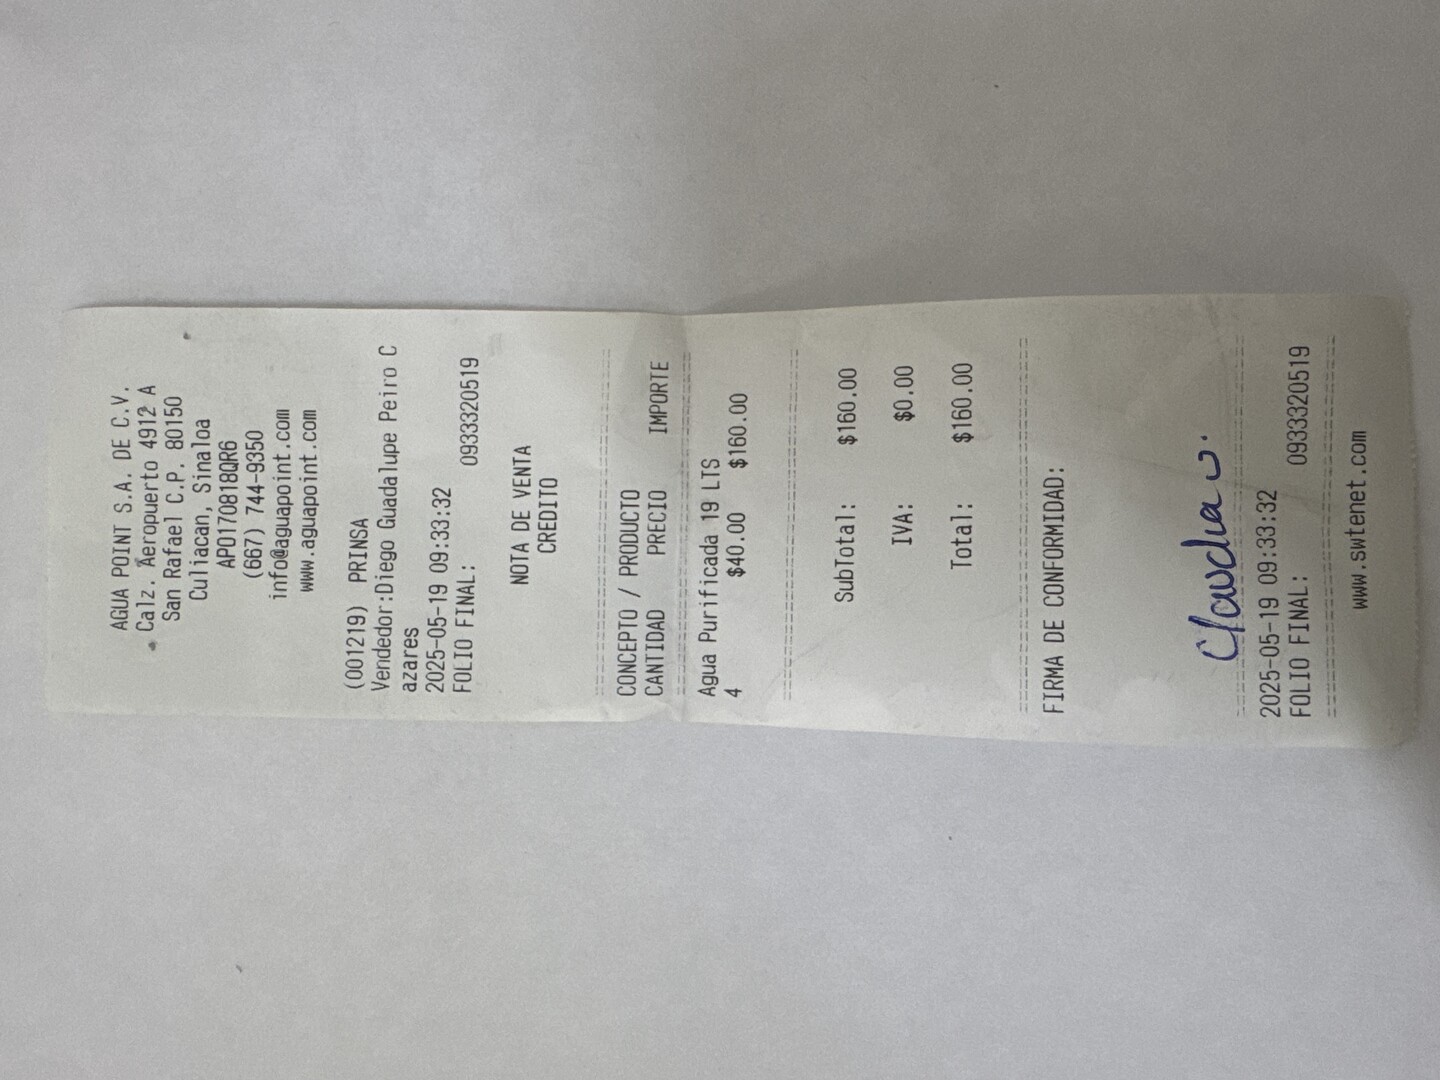 AGUA POINT S.A. DE C.V.
Calz. Aeropuerto 4912 A
San Rafael C.P. 80150
Culiacan, Sinaloa
APO170818QR6
(667) 744-9350
info@aguapoint.com
www.aguapoint.com
(001219) PRINSA
Vendedor:Diego Guadalupe Peiro C
azares
2025-05-19 09:33:32
FOLIO FINAL: 0933320519
NOTA DE VENTA
CREDITO
CONCEPTO / PRODUCTO
CANTIDAD PRECIO IMPORTE
Agua Purificada 19 LTS
4 $40.00 $160.00
SubTotal: $160.00
IVA: $0.00
Total: $160.00
FIRMA DE CONFORMIDAD:
Claudia
2025-05-19 09:33:32
FOLIO FINAL: 0933320519
www.swtenet.com